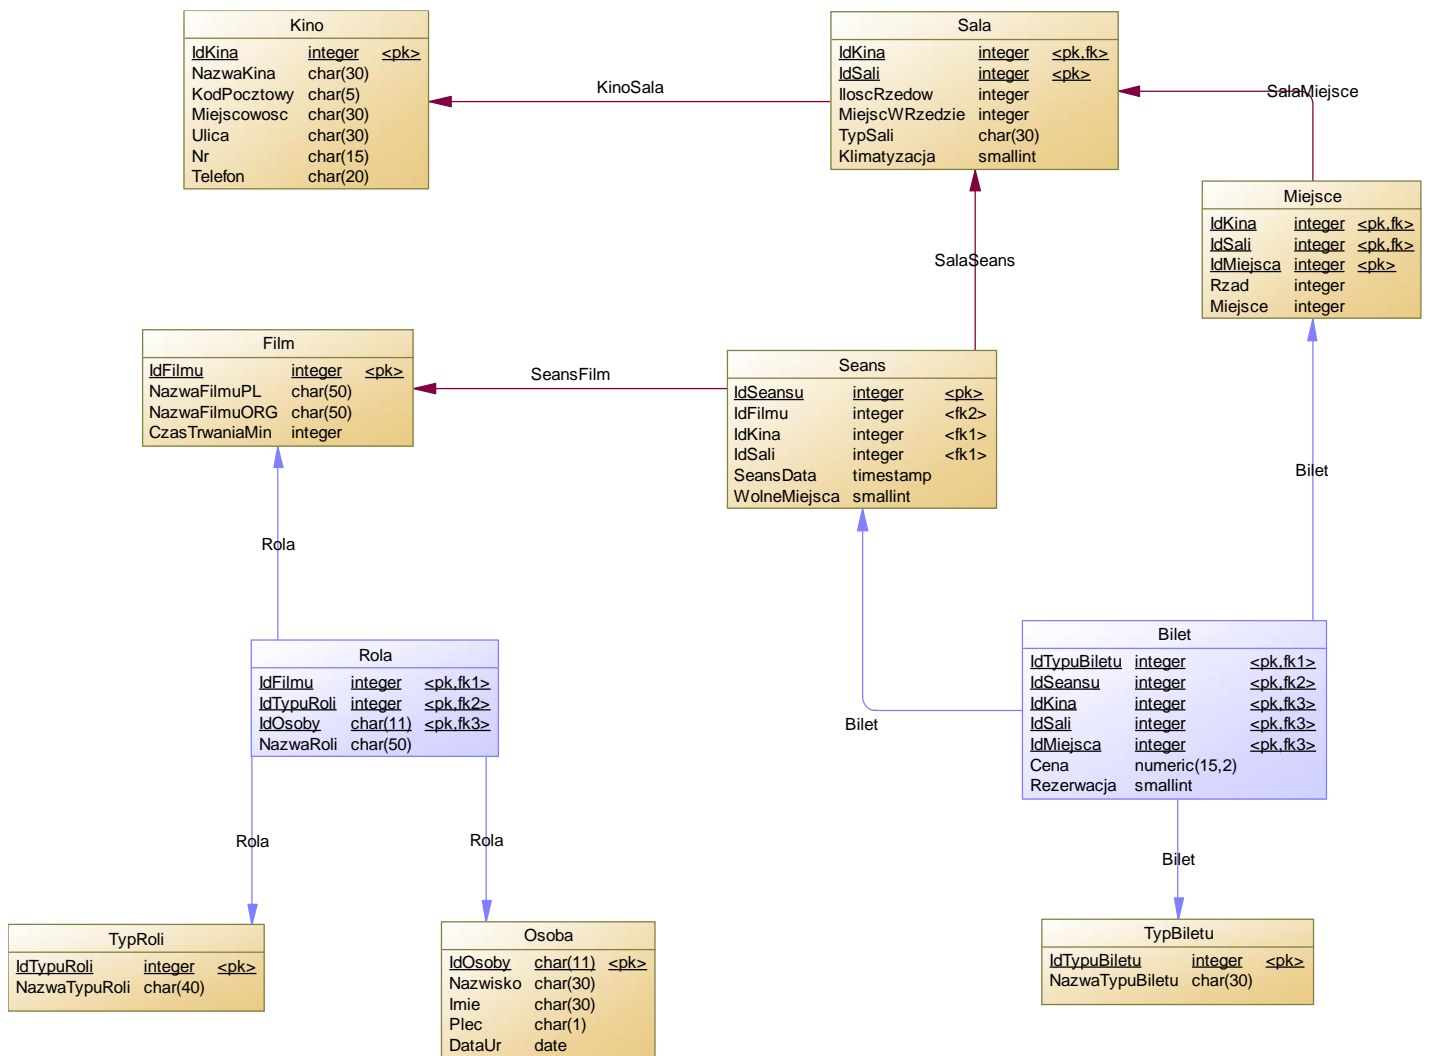 Kino
IdKina integer <pk>
NazwaKina char(30)
KodPocztowy char(5)
Miejscowosc char(30)
Ulica char(30)
Nr char(15)
Telefon char(20)
KinoSala
Sala
IdKina integer <pk,fk>
IdSali integer <pk>
IloscRzedow integer
MiejscWRzedzie integer
TypSali char(30)
Klimatyzacja smallint
SalaMiejsce
Miejsce
IdKina integer <pk,fk>
IdSali integer <pk,fk>
IdMiejsca integer <pk>
Rzad integer
Miejsce integer
SalaSeans
Film
IdFilmu integer <pk>
NazwaFilmuPL char(50)
NazwaFilmuORG char(50)
CzasTrwaniaMin integer
SeansFilm
Seans
IdSeansu integer <pk>
IdFilmu integer <fk2>
IdKina integer <fk1>
IdSali integer <fk1>
SeansData timestamp
WolneMiejsca smallint
Bilet
Rola
Rola
IdFilmu integer <pk,fk1>
IdTypuRoli integer <pk,fk2>
IdOsoby char(11) <pk,fk3>
NazwaRoli char(50)
Bilet
Bilet
IdTypuBiletu integer <pk,fk1>
IdSeansu integer <pk,fk2>
IdKina integer <pk,fk3>
IdSali integer <pk,fk3>
IdMiejsca integer <pk,fk3>
Cena numeric(15,2)
Rezerwacja smallint
Rola
Rola
Bilet
TypRoli
IdTypuRoli integer <pk>
NazwaTypuRoli char(40)
Osoba
IdOsoby char(11) <pk>
Nazwisko char(30)
Imie char(30)
Plec char(1)
DataUr date
TypBiletu
IdTypuBiletu integer <pk>
NazwaTypuBiletu char(30)